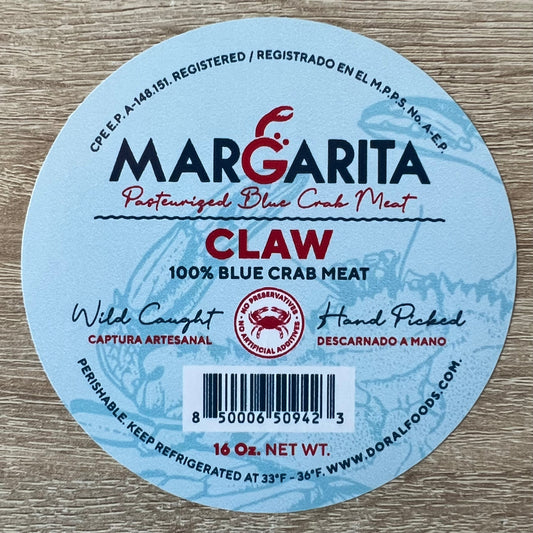 CPE E.P. A-148.151. REGISTERED / REGISTRADO EN EL M.P.P.S. No. A-E.P.
MARGARITA
Pasteurized Blue Crab Meat
CLAW
100% BLUE CRAB MEAT
Wild Caught
CAPTURA ARTESANAL
• NO PRESERVATIVES •
NO ARTIFICIAL ADDITIVES
Hand Picked
DESCARNADO A MANO
8 50006 50942 3
16 Oz. NET WT.
PERISHABLE. KEEP REFRIGERATED AT 33°F - 36°F. WWW.DORALFOODS.COM.